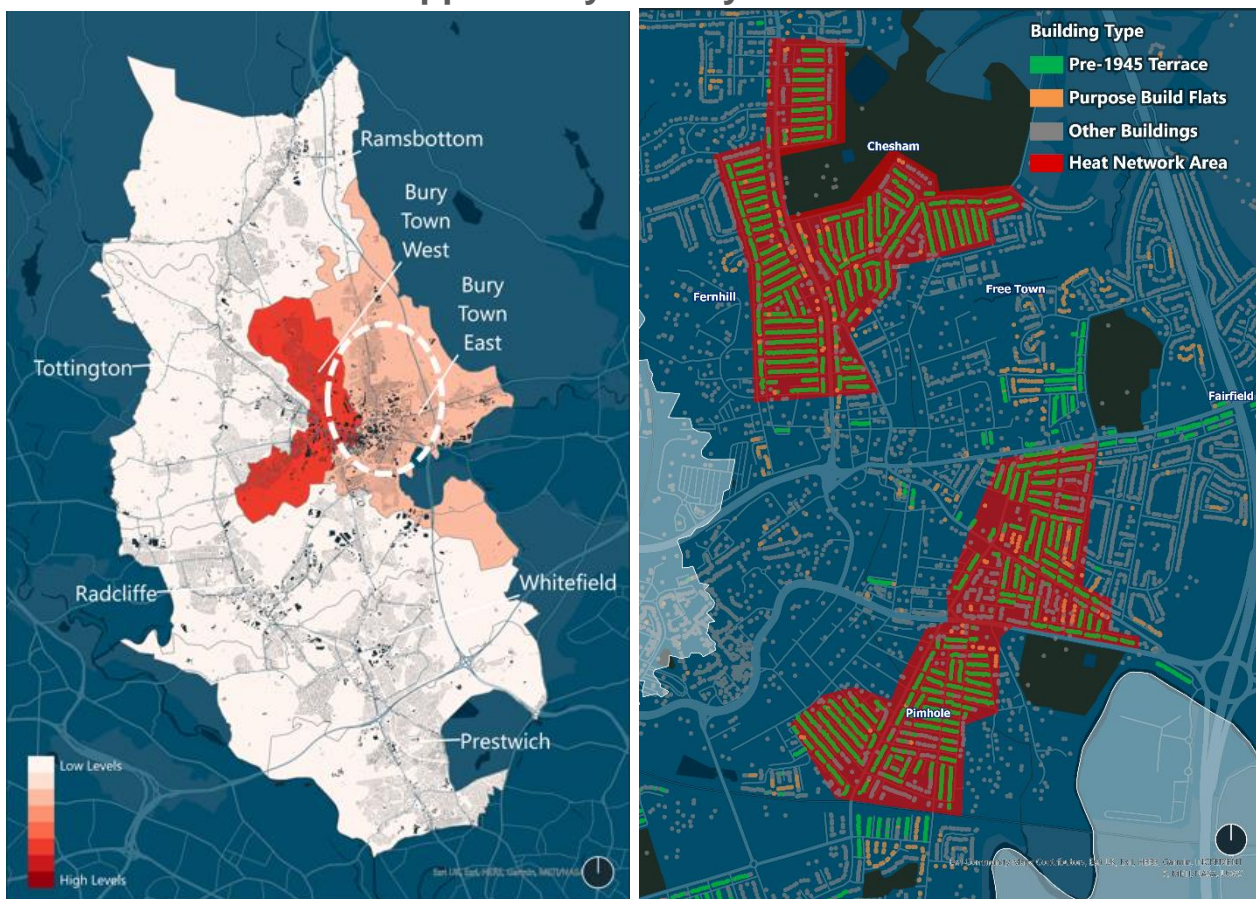 Ramsbottom
Bury
Town
West
Bury
Town
East
Tottington
Radcliffe
Whitefield
Prestwich
Low Levels
High Levels
Building Type
Pre-1945 Terrace
Purpose Build Flats
Other Buildings
Heat Network Area
Chesham
Fernhill
Free Town
Fairfield
Pimhole